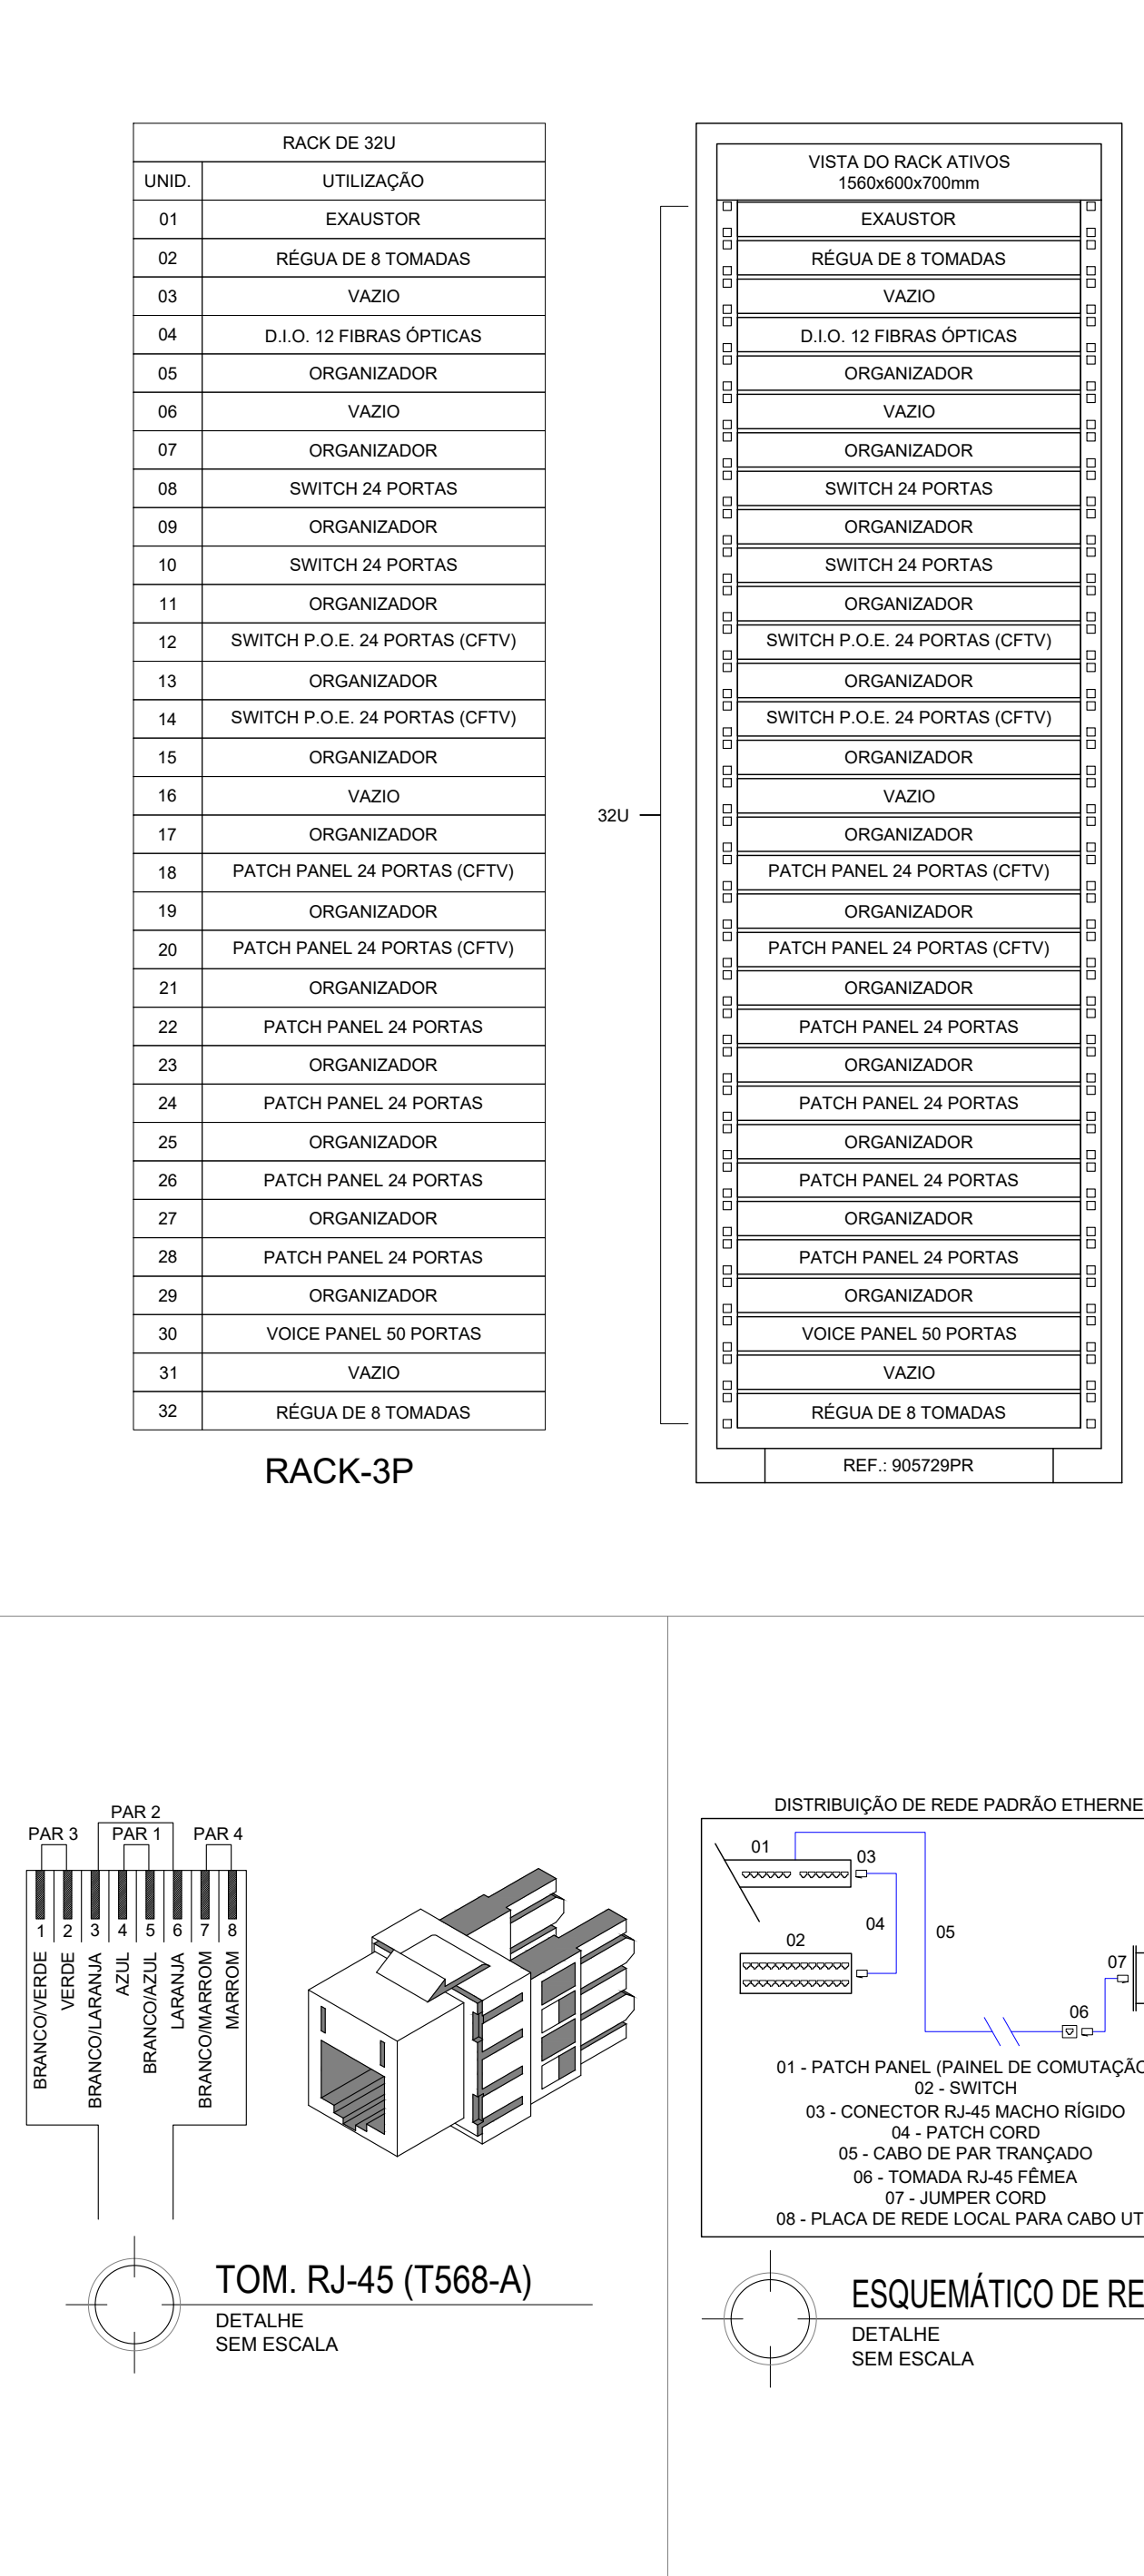 RACK DE 32U
UNID. UTILIZAÇÃO
01 EXAUSTOR
02 RÉGUA DE 8 TOMADAS
03 VAZIO
04 D.I.O. 12 FIBRAS ÓPTICAS
05 ORGANIZADOR
06 VAZIO
07 ORGANIZADOR
08 SWITCH 24 PORTAS
09 ORGANIZADOR
10 SWITCH 24 PORTAS
11 ORGANIZADOR
12 SWITCH P.O.E. 24 PORTAS (CFTV)
13 ORGANIZADOR
14 SWITCH P.O.E. 24 PORTAS (CFTV)
15 ORGANIZADOR
16 VAZIO
17 ORGANIZADOR
18 PATCH PANEL 24 PORTAS (CFTV)
19 ORGANIZADOR
20 PATCH PANEL 24 PORTAS (CFTV)
21 ORGANIZADOR
22 PATCH PANEL 24 PORTAS
23 ORGANIZADOR
24 PATCH PANEL 24 PORTAS
25 ORGANIZADOR
26 PATCH PANEL 24 PORTAS
27 ORGANIZADOR
28 PATCH PANEL 24 PORTAS
29 ORGANIZADOR
30 VOICE PANEL 50 PORTAS
31 VAZIO
32 RÉGUA DE 8 TOMADAS
RACK-3P
32U
VISTA DO RACK ATIVOS
1560x600x700mm
EXAUSTOR
RÉGUA DE 8 TOMADAS
VAZIO
D.I.O. 12 FIBRAS ÓPTICAS
ORGANIZADOR
VAZIO
ORGANIZADOR
SWITCH 24 PORTAS
ORGANIZADOR
SWITCH 24 PORTAS
ORGANIZADOR
SWITCH P.O.E. 24 PORTAS (CFTV)
ORGANIZADOR
SWITCH P.O.E. 24 PORTAS (CFTV)
ORGANIZADOR
VAZIO
ORGANIZADOR
PATCH PANEL 24 PORTAS (CFTV)
ORGANIZADOR
PATCH PANEL 24 PORTAS (CFTV)
ORGANIZADOR
PATCH PANEL 24 PORTAS
ORGANIZADOR
PATCH PANEL 24 PORTAS
ORGANIZADOR
PATCH PANEL 24 PORTAS
ORGANIZADOR
PATCH PANEL 24 PORTAS
ORGANIZADOR
VOICE PANEL 50 PORTAS
VAZIO
RÉGUA DE 8 TOMADAS
REF.: 905729PR
PAR 2
PAR 3 PAR 1 PAR 4
1 2 3 4 5 6 7 8
BRANCO/VERDE
VERDE
BRANCO/LARANJA
AZUL
BRANCO/AZUL
LARANJA
BRANCO/MARROM
MARROM
TOM. RJ-45 (T568-A)
DETALHE
SEM ESCALA
DISTRIBUIÇÃO DE REDE PADRÃO ETHERNE
01
03
04
05
02
07
06
01 - PATCH PANEL (PAINEL DE COMUTAÇÃO
02 - SWITCH
03 - CONECTOR RJ-45 MACHO RÍGIDO
04 - PATCH CORD
05 - CABO DE PAR TRANÇADO
06 - TOMADA RJ-45 FÊMEA
07 - JUMPER CORD
08 - PLACA DE REDE LOCAL PARA CABO UT
ESQUEMÁTICO DE RE
DETALHE
SEM ESCALA